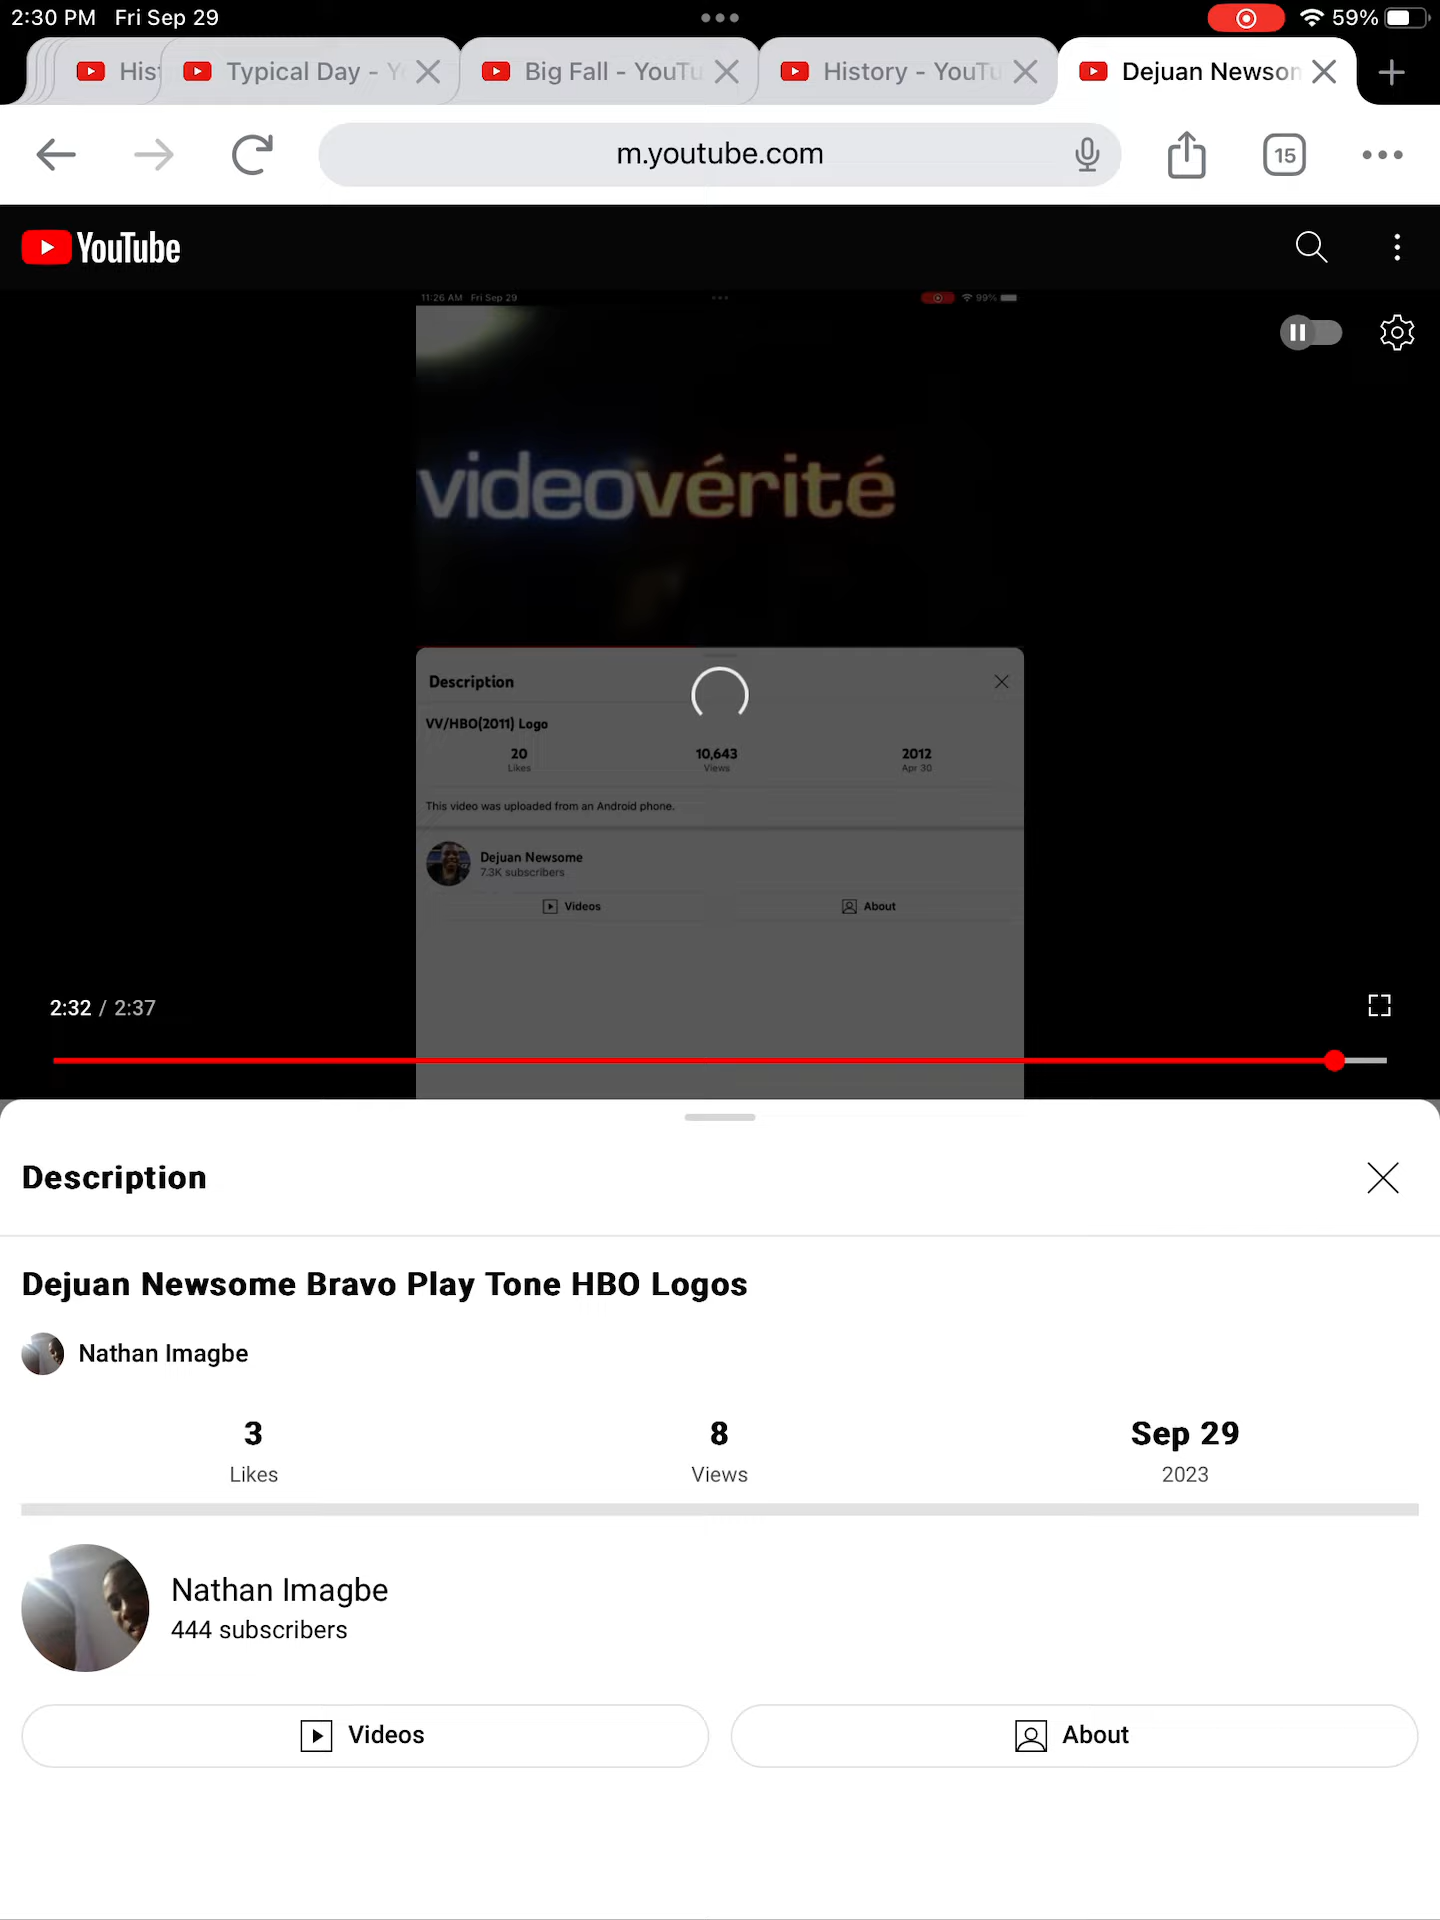 2:30 PM Fri Sep 29
59%
His
Typical Day - Y
Big Fall - YouTu
History - YouTu
Dejuan Newson
m.youtube.com
15
YouTube
11:26 AM Fri Sep 29
99%
videovérité
Description
VV/HBO(2011) Logo
20
10,643
2012
Likes
Views
Apr 30
This video was uploaded from an Android phone.
Dejuan Newsome
7.3K subscribers
Videos
About
2:32 / 2:37
Description
Dejuan Newsome Bravo Play Tone HBO Logos
Nathan Imagbe
3
8
Sep 29
Likes
Views
2023
Nathan Imagbe
444 subscribers
Videos
About